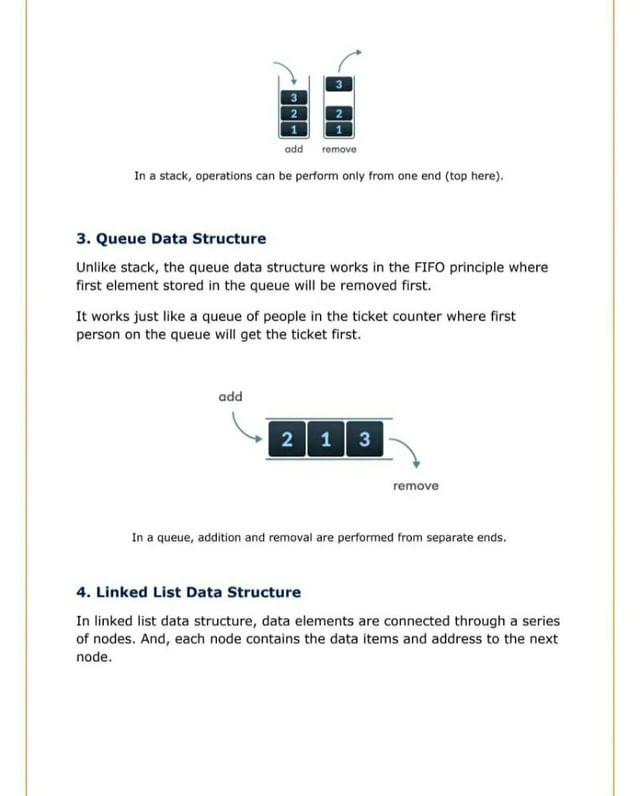 3
3
2
2
1
1
add
remove
In a stack, operations can be perform only from one end (top here).
3. Queue Data Structure
Unlike stack, the queue data structure works in the FIFO principle where
first element stored in the queue will be removed first.
It works just like a queue of people in the ticket counter where first
person on the queue will get the ticket first.
add
2 1 3
remove
In a queue, addition and removal are performed from separate ends.
4. Linked List Data Structure
In linked list data structure, data elements are connected through a series
of nodes. And, each node contains the data items and address to the next
node.